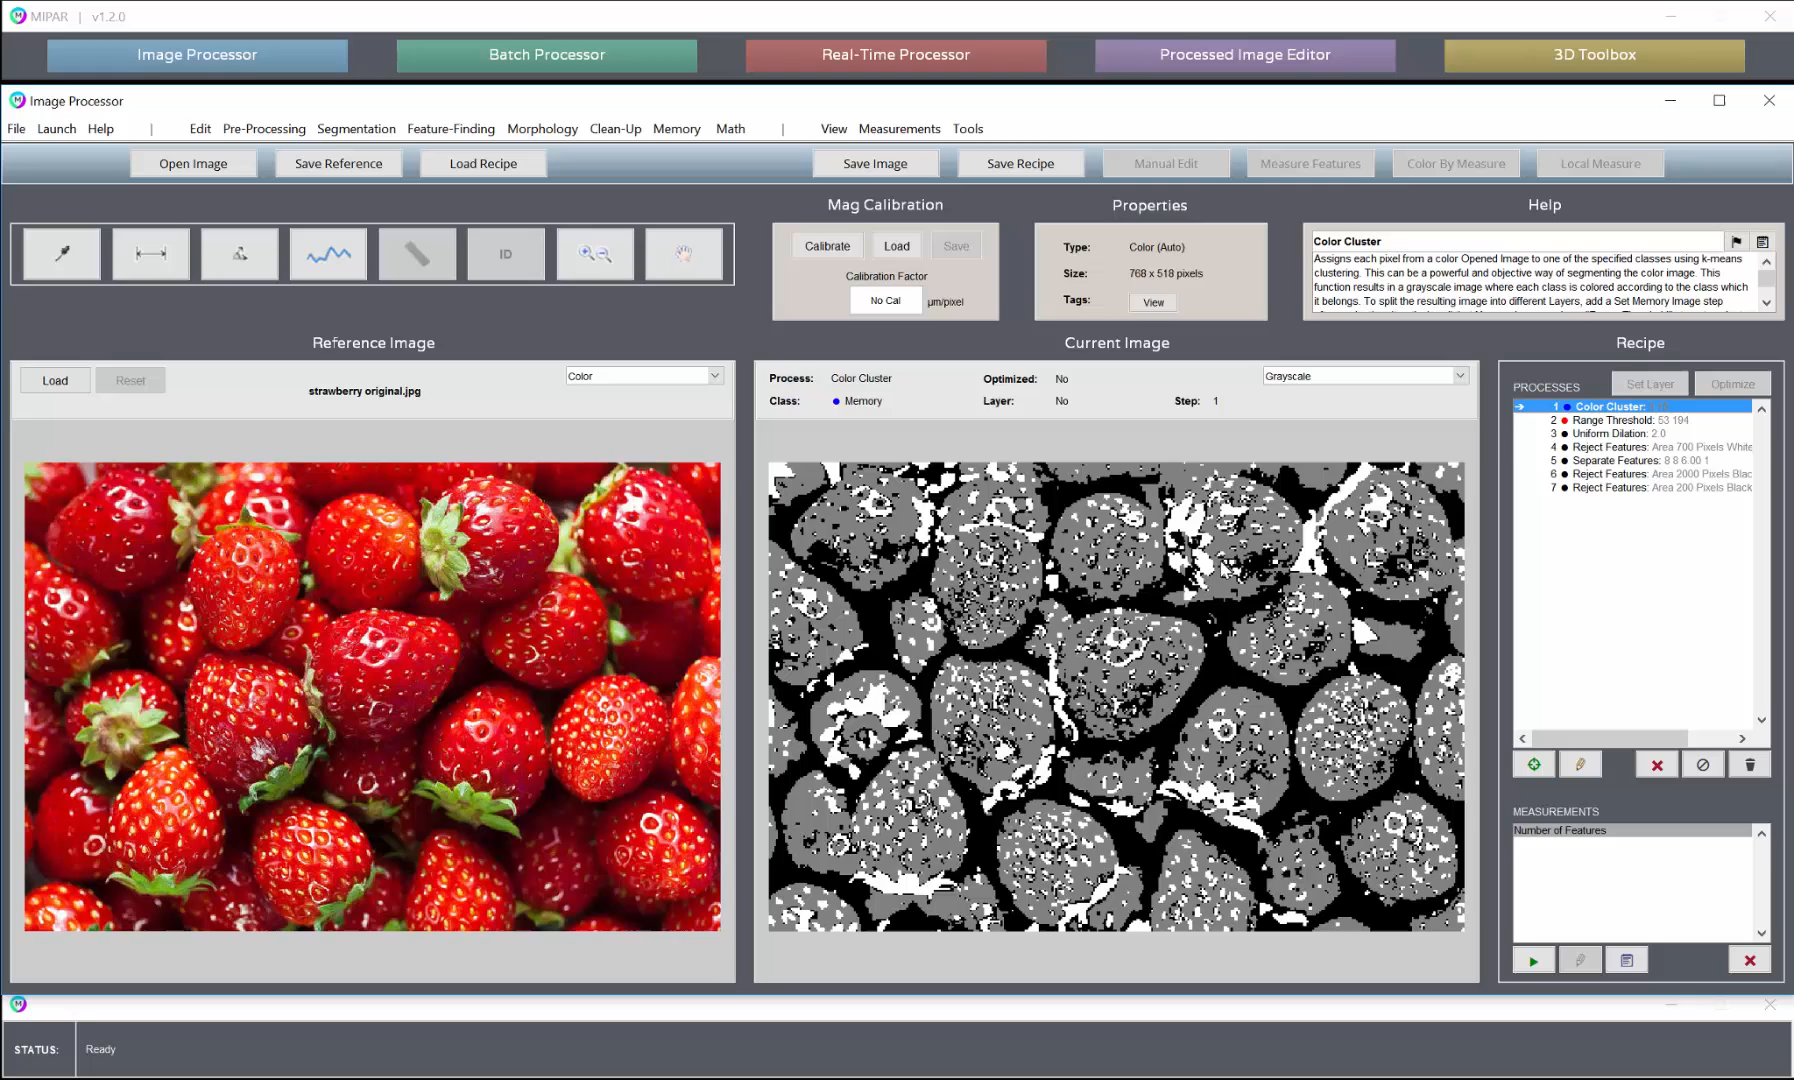 MIPAR | v1.2.0
Image Processor Batch Processor Real-Time Processor Processed Image Editor 3D Toolbox
Image Processor
File Launch Help | Edit Pre-Processing Segmentation Feature-Finding Morphology Clean-Up Memory Math | View Measurements Tools
Open Image Save Reference Load Recipe Save Image Save Recipe Manual Edit Measure Features Color By Measure Local Measure
Mag Calibration
Calibrate Load Save
Calibration Factor
No Cal µm/pixel
Properties
Type: Color (Auto)
Size: 768 x 518 pixels
Tags: View
Help
Color Cluster
Assigns each pixel from a color Opened Image to one of the specified classes using k-means
clustering. This can be a powerful and objective way of segmenting the color image. This
function results in a grayscale image where each class is colored according to the class which
it belongs. To split the resulting image into different Layers, add a Set Memory Image step
ID
Reference Image
Load Reset strawberry original.jpg Color
Current Image
Process: Color Cluster Optimized: No Grayscale
Class: Memory Layer: No Step: 1
Recipe
PROCESSES Set Layer Optimize
1 Color Cluster:
2 Range Threshold: 53 194
3 Uniform Dilation: 2.0
4 Reject Features: Area 700 Pixels White
5 Separate Features: 8 8 6.00 1
6 Reject Features: Area 2000 Pixels Blac
7 Reject Features: Area 200 Pixels Black
MEASUREMENTS
Number of Features
STATUS: Ready